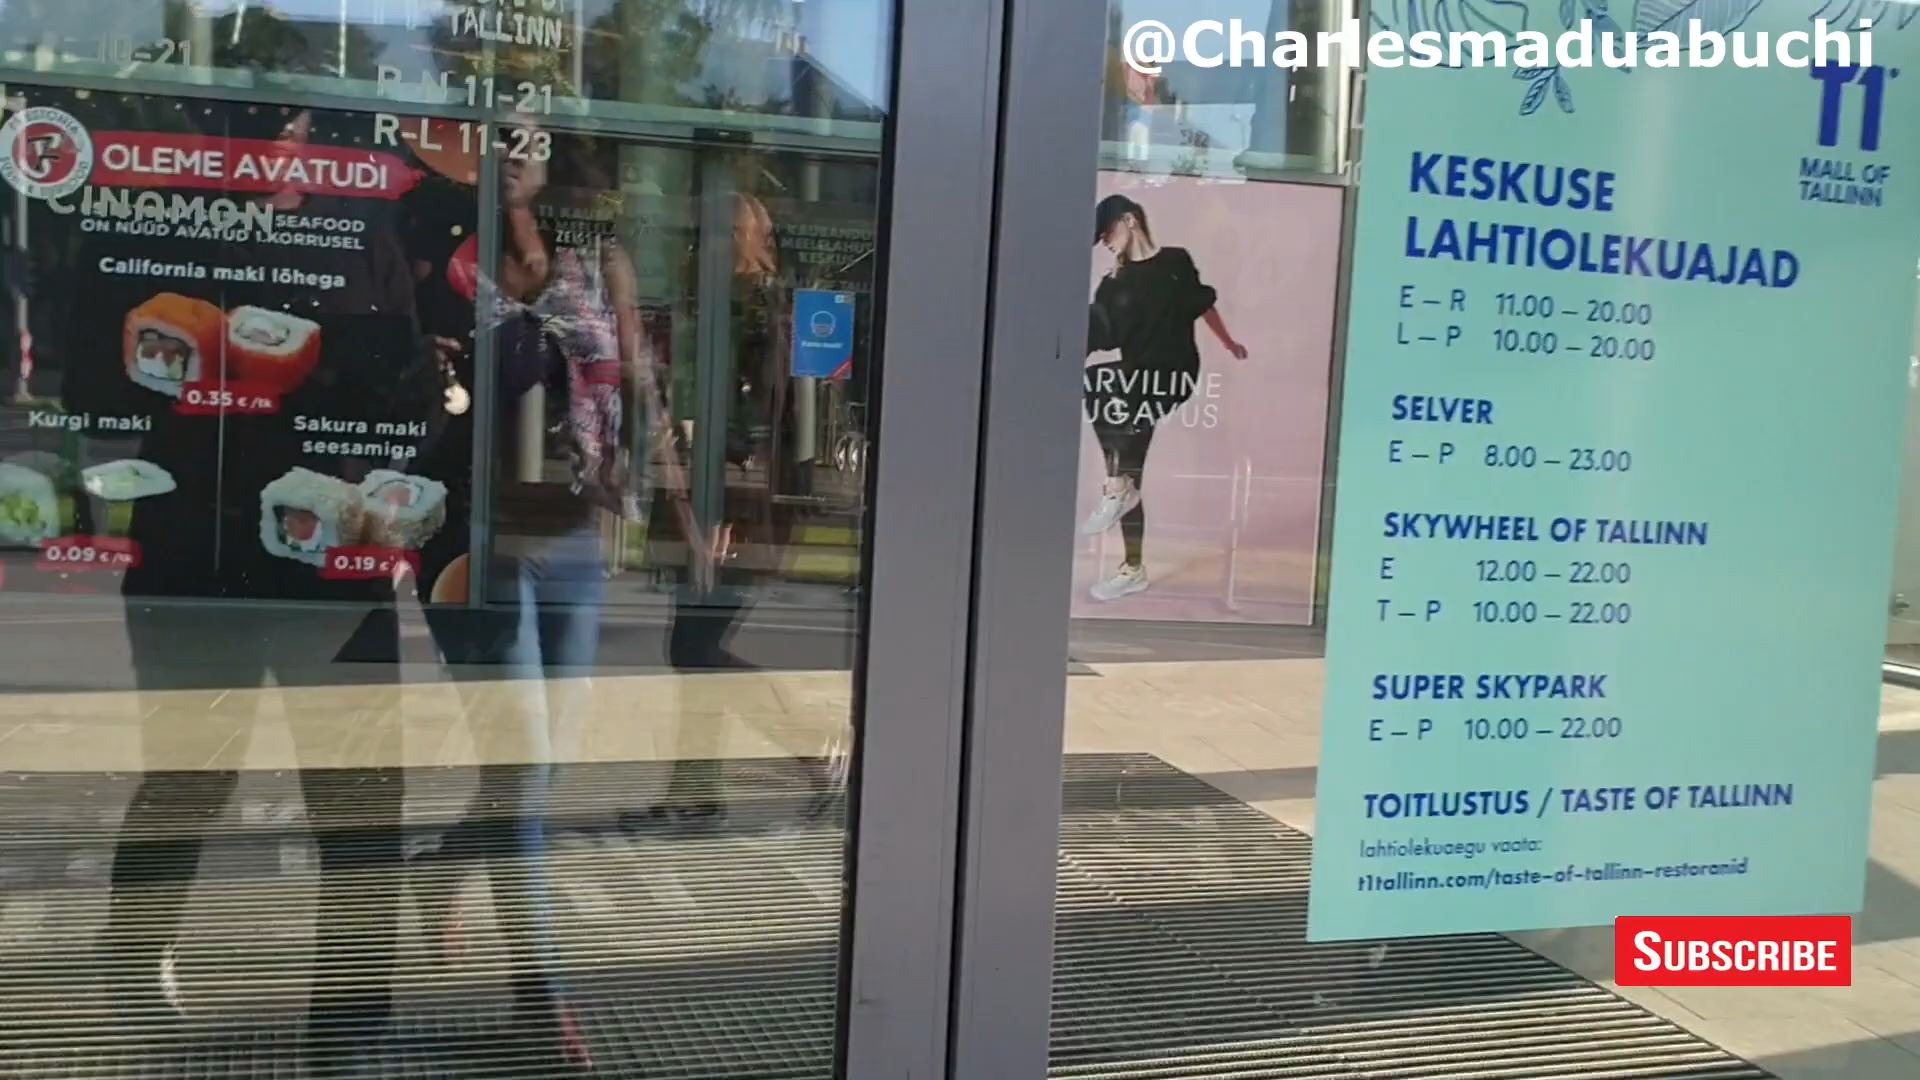 @Charlesmaduabuchi
TALLINN
10-21
R-N 11-21
R-L 11-23
OLEME AVATUD!
CINAMON
SEAFOOD
ON NÜÜD AVATUD 1.KORRUSEL
California maki lõhega
0.35 €/tk
Kurgi maki
0.09 €/tk
Sakura maki
seesamiga
0.19 €
ARVILINE
UGAVUS
T1
MALL OF
TALLINN
KESKUSE
LAHTIOLEKUAJAD
E – R 11.00 – 20.00
L – P 10.00 – 20.00
SELVER
E – P 8.00 – 23.00
SKYWHEEL OF TALLINN
E 12.00 – 22.00
T – P 10.00 – 22.00
SUPER SKYPARK
E – P 10.00 – 22.00
TOITLUSTUS / TASTE OF TALLINN
lahtiolekuaegu vaata:
t1tallinn.com/taste-of-tallinn-restoranid
SUBSCRIBE